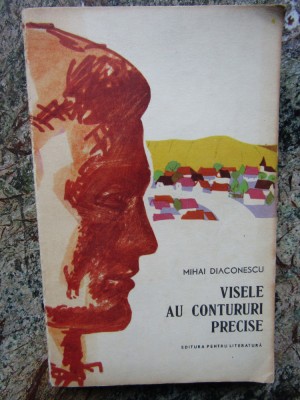 MIHAI DIACONESCU
VISELE
AU CONTURURI
PRECISE
EDITURA PENTRU LITERATURĂ